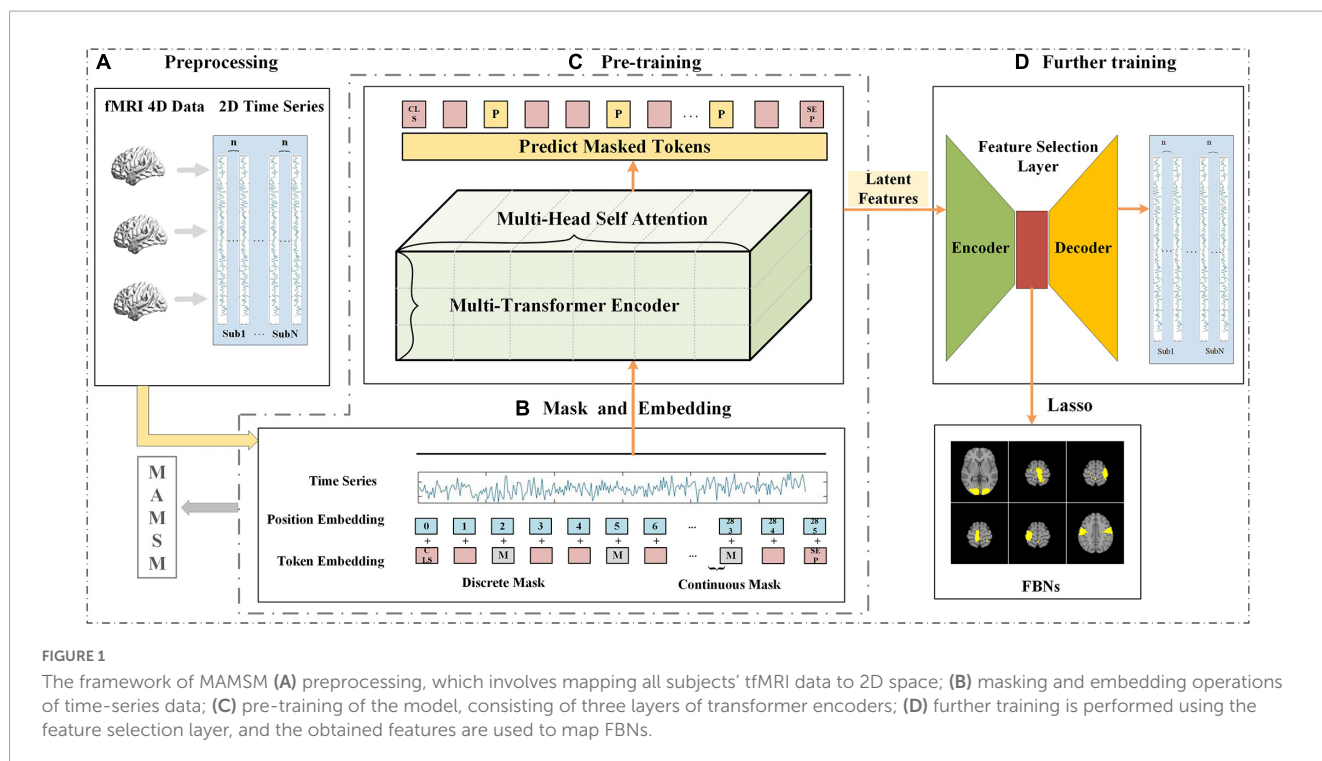 A Preprocessing
fMRI 4D Data 2D Time Series
n n
... ...
Sub1 ... SubN
C Pre-training
CL
S
P P ... P
SE
P
Predict Masked Tokens
Multi-Head Self Attention
Multi-Transformer Encoder
Latent
Features
D Further training
Feature Selection
Layer
Encoder
Decoder
n n
... ...
Sub1 SubN
Lasso
FBNs
B Mask and Embedding
Time Series
Position Embedding 0 1 2 3 4 5 6 ... 28
3 28
4 28
5
+ + + + + + + + + +
Token Embedding C
LS M M ... M SE
P
Discrete Mask Continuous Mask
M
A
M
S
M
FIGURE 1
The framework of MAMSM (A) preprocessing, which involves mapping all subjects’ tfMRI data to 2D space; (B) masking and embedding operations
of time-series data; (C) pre-training of the model, consisting of three layers of transformer encoders; (D) further training is performed using the
feature selection layer, and the obtained features are used to map FBNs.